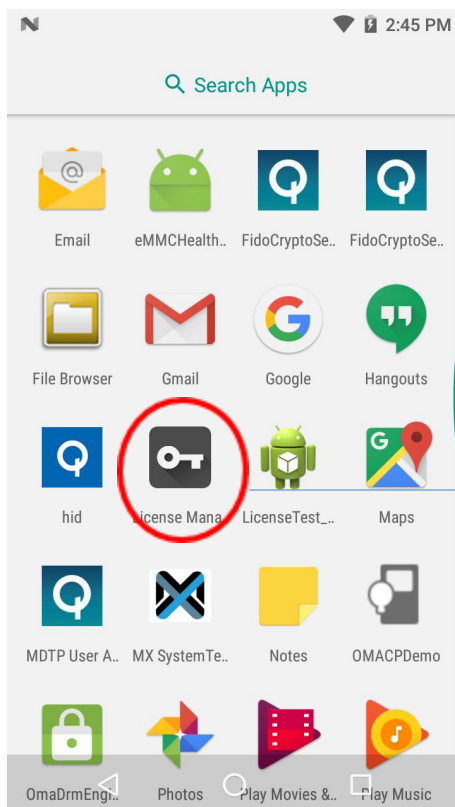 2:45 PM
Search Apps
Email eMMCHealth.. FidoCryptoSe.. FidoCryptoSe..
File Browser Gmail Google Hangouts
hid License Mana.. LicenseTest_.. Maps
MDTP User A.. MX SystemTe.. Notes OMACPDemo
OmaDrmEngi.. Photos Play Movies &.. Play Music